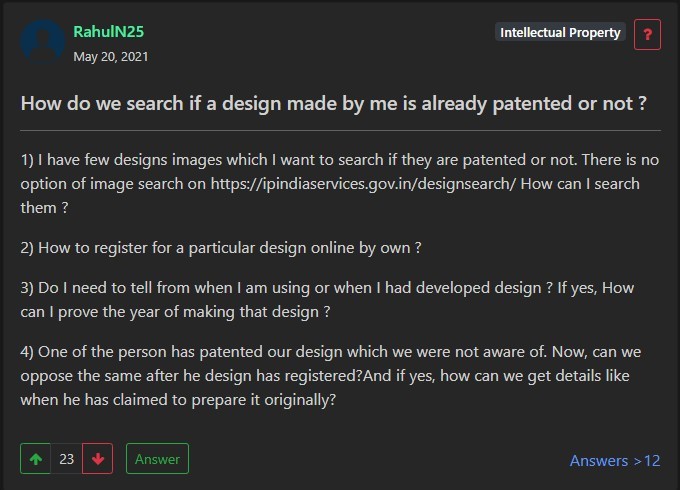 RahulN25
Intellectual Property
?
May 20, 2021
How do we search if a design made by me is already patented or not ?
1) I have few designs images which I want to search if they are patented or not. There is no
option of image search on https://ipindiaservices.gov.in/designsearch/ How can I search
them ?
2) How to register for a particular design online by own ?
3) Do I need to tell from when I am using or when I had developed design ? If yes, How
can I prove the year of making that design ?
4) One of the person has patented our design which we were not aware of. Now, can we
oppose the same after he design has registered?And if yes, how can we get details like
when he has claimed to prepare it originally?
23
Answer
Answers >12